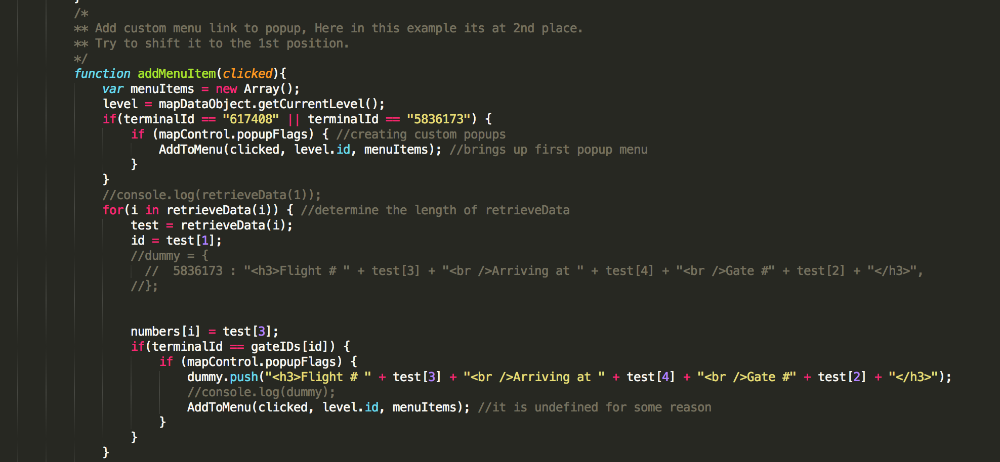 }
/*
** Add custom menu link to popup, Here in this example its at 2nd place.
** Try to shift it to the 1st position.
*/
function addMenuItem(clicked){
var menuItems = new Array();
level = mapDataObject.getCurrentLevel();
if(terminalId == "617408" || terminalId == "5836173") {
if (mapControl.popupFlags) { //creating custom popups
AddToMenu(clicked, level.id, menuItems); //brings up first popup menu
}
}
//console.log(retrieveData(1));
for(i in retrieveData(i)) { //determine the length of retrieveData
test = retrieveData(i);
id = test[1];
//dummy = {
//  5836173 : "<h3>Flight # " + test[3] + "<br />Arriving at " + test[4] + "<br />Gate #" + test[2] + "</h3>",
//};
numbers[i] = test[3];
if(terminalId == gateIDs[id]) {
if (mapControl.popupFlags) {
dummy.push("<h3>Flight # " + test[3] + "<br />Arriving at " + test[4] + "<br />Gate #" + test[2] + "</h3>");
//console.log(dummy);
AddToMenu(clicked, level.id, menuItems); //it is undefined for some reason
}
}
}